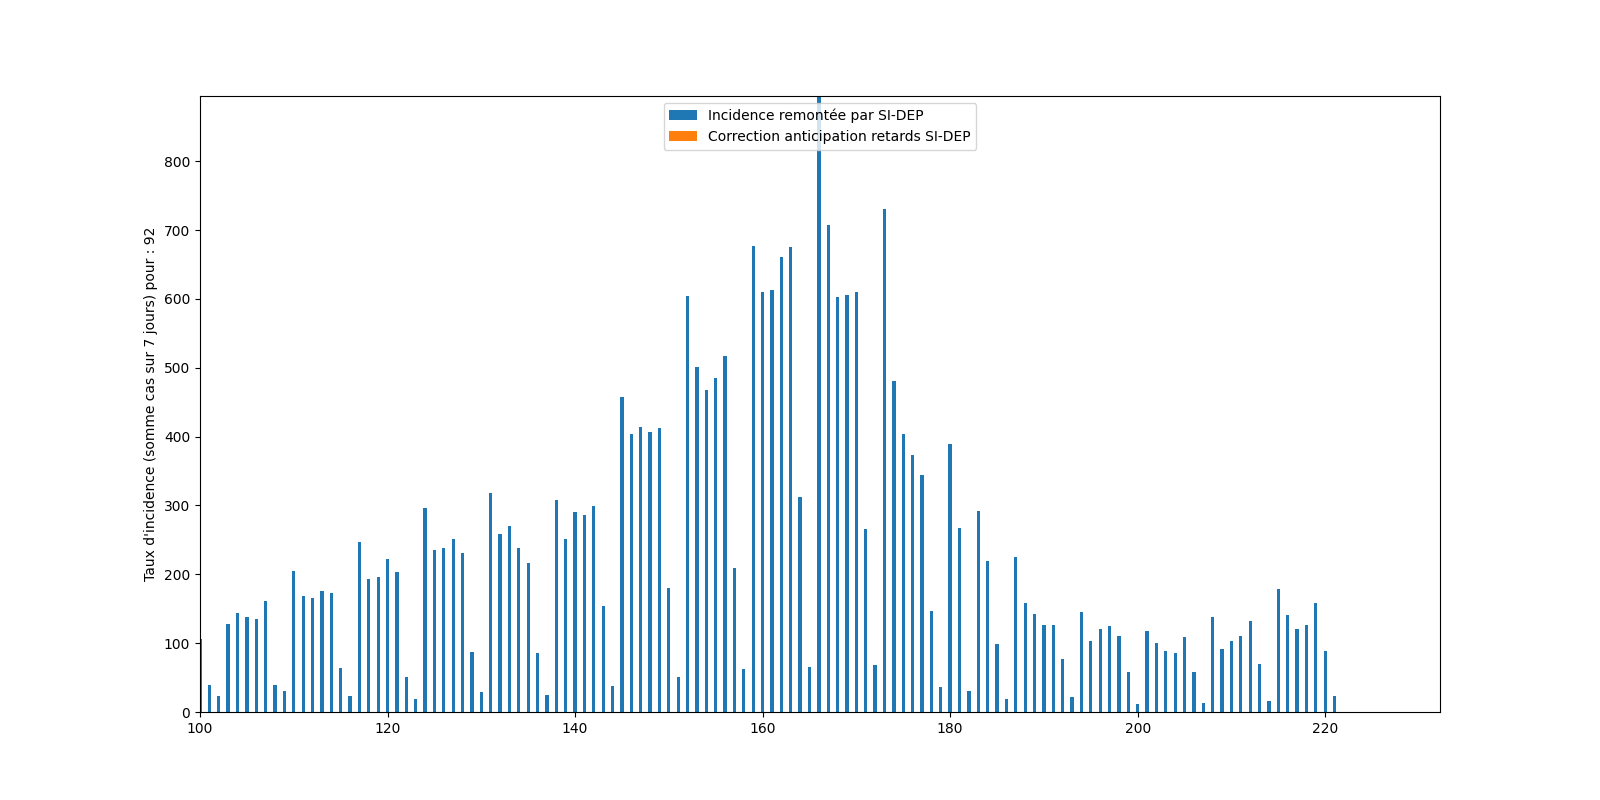 Incidence remontée par SI-DEP
Correction anticipation retards SI-DEP
Taux d'incidence (somme cas sur 7 jours) pour : 92
800
700
600
500
400
300
200
100
0
100 120 140 160 180 200 220